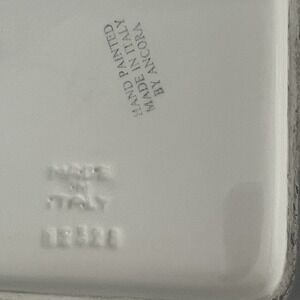 HAND PAINTED
MADE IN ITALY
BY ANCORA
MADE
IN
ITALY